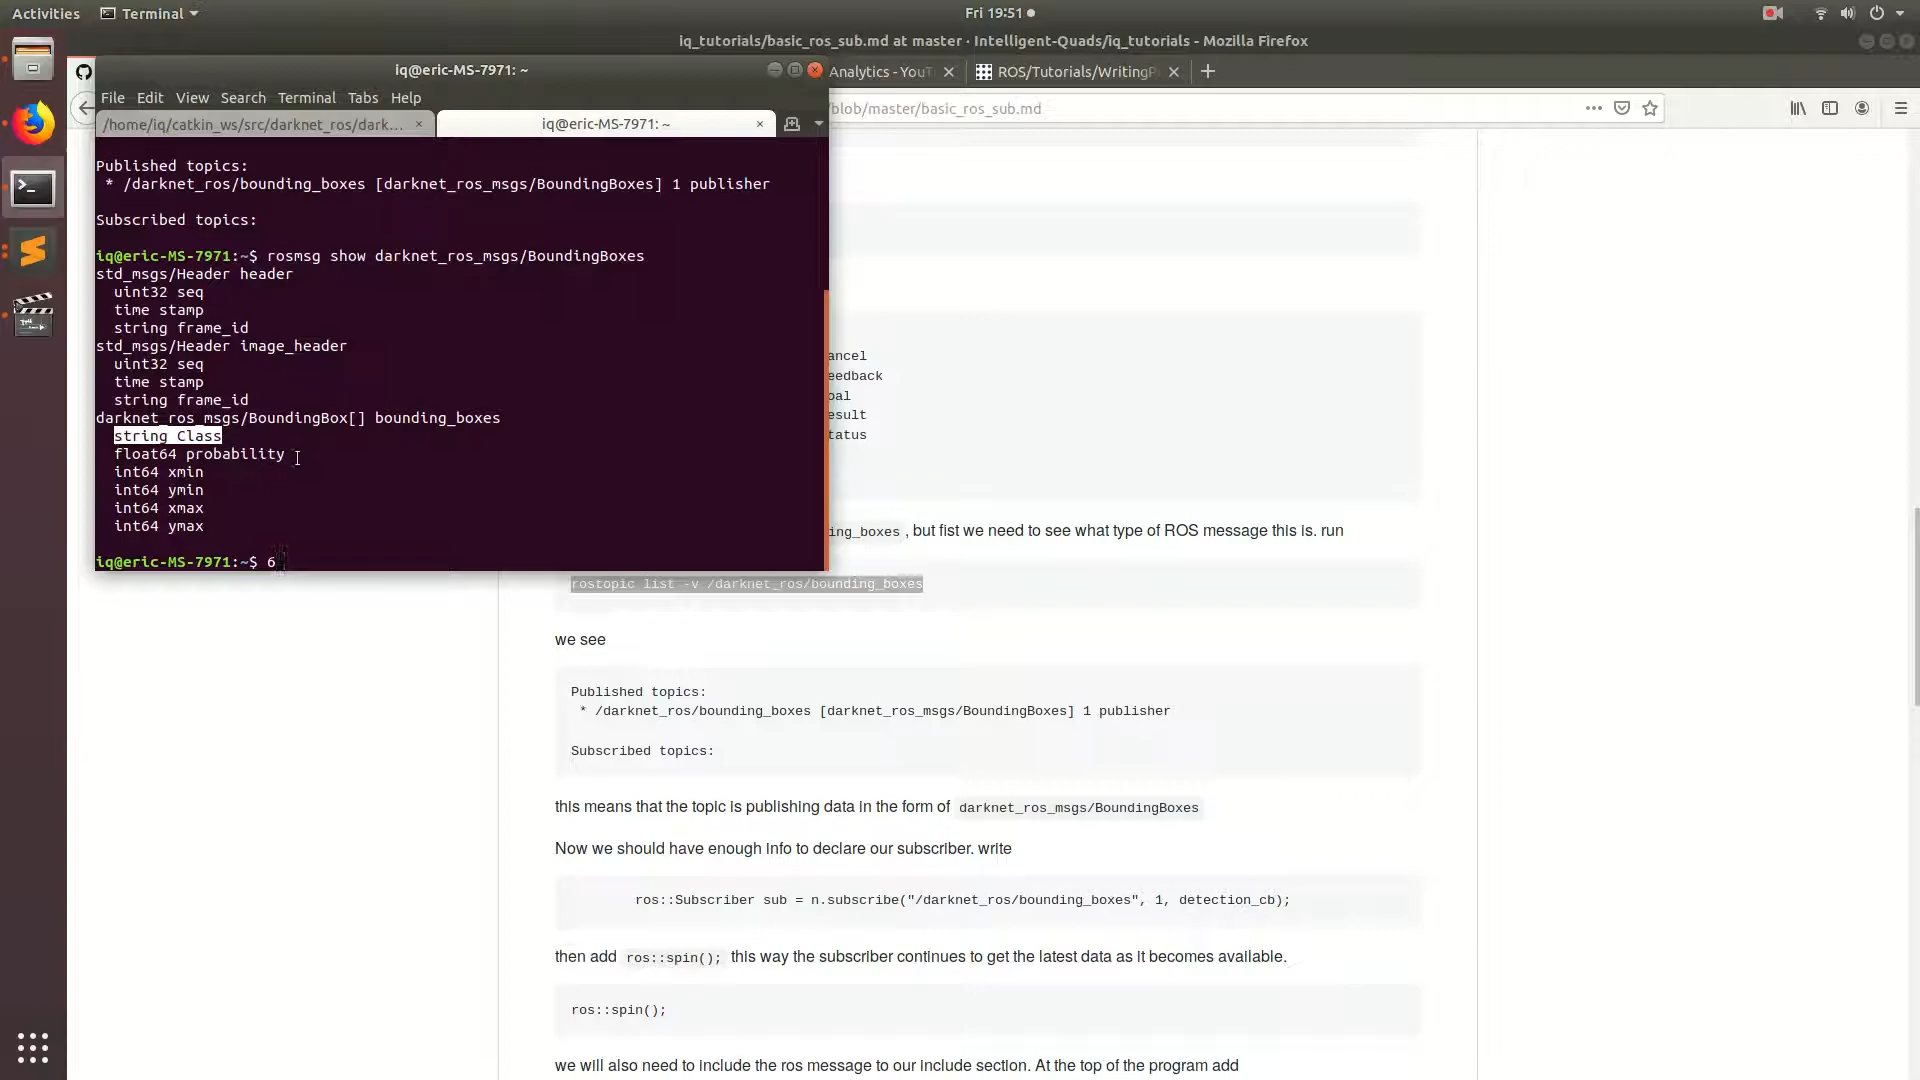 Activities
Terminal
Fri 19:51
iq_tutorials/basic_ros_sub.md at master · Intelligent-Quads/iq_tutorials - Mozilla Firefox
iq@eric-MS-7971: ~
Analytics - YouT
ROS/Tutorials/WritingP
File Edit View Search Terminal Tabs Help
/blob/master/basic_ros_sub.md
/home/iq/catkin_ws/src/darknet_ros/dark...
iq@eric-MS-7971: ~
Published topics:
* /darknet_ros/bounding_boxes [darknet_ros_msgs/BoundingBoxes] 1 publisher
Subscribed topics:
iq@eric-MS-7971:~$ rosmsg show darknet_ros_msgs/BoundingBoxes
std_msgs/Header header
uint32 seq
time stamp
string frame_id
std_msgs/Header image_header
uint32 seq
time stamp
string frame_id
darknet_ros_msgs/BoundingBox[] bounding_boxes
string Class
float64 probability
int64 xmin
int64 ymin
int64 xmax
int64 ymax
iq@eric-MS-7971:~$ 6
ancel
eedback
oal
esult
tatus
ing_boxes , but fist we need to see what type of ROS message this is. run
rostopic list -v /darknet_ros/bounding_boxes
we see
Published topics:
* /darknet_ros/bounding_boxes [darknet_ros_msgs/BoundingBoxes] 1 publisher
Subscribed topics:
this means that the topic is publishing data in the form of darknet_ros_msgs/BoundingBoxes
Now we should have enough info to declare our subscriber. write
ros::Subscriber sub = n.subscribe("/darknet_ros/bounding_boxes", 1, detection_cb);
then add ros::spin(); this way the subscriber continues to get the latest data as it becomes available.
ros::spin();
we will also need to include the ros message to our include section. At the top of the program add